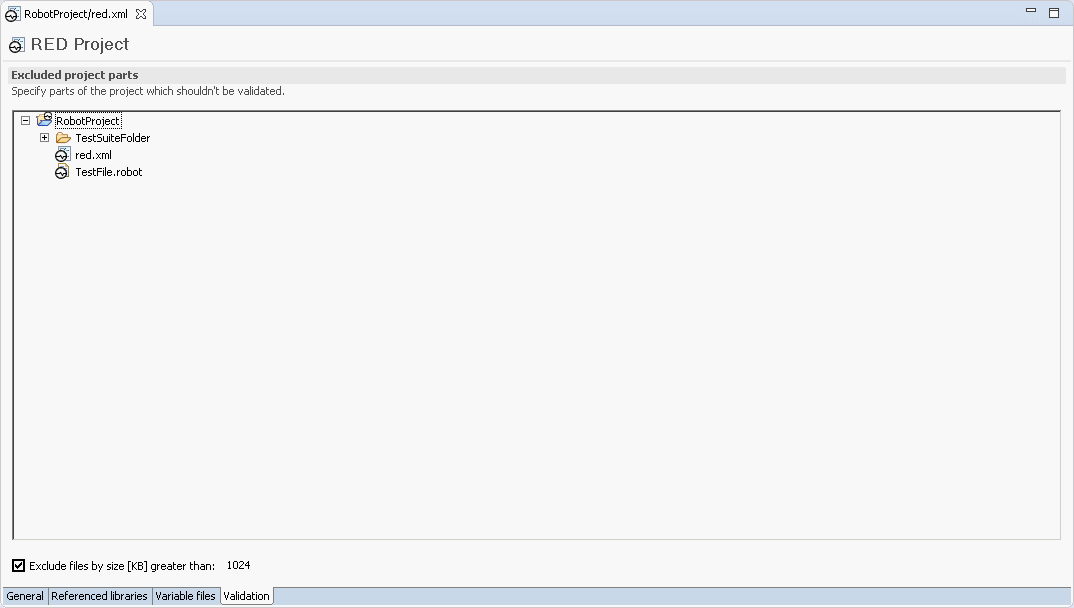 RobotProject/red.xml
RED Project
Excluded project parts
Specify parts of the project which shouldn't be validated.
RobotProject
TestSuiteFolder
red.xml
TestFile.robot
Exclude files by size [KB] greater than: 1024
General Referenced libraries Variable files Validation